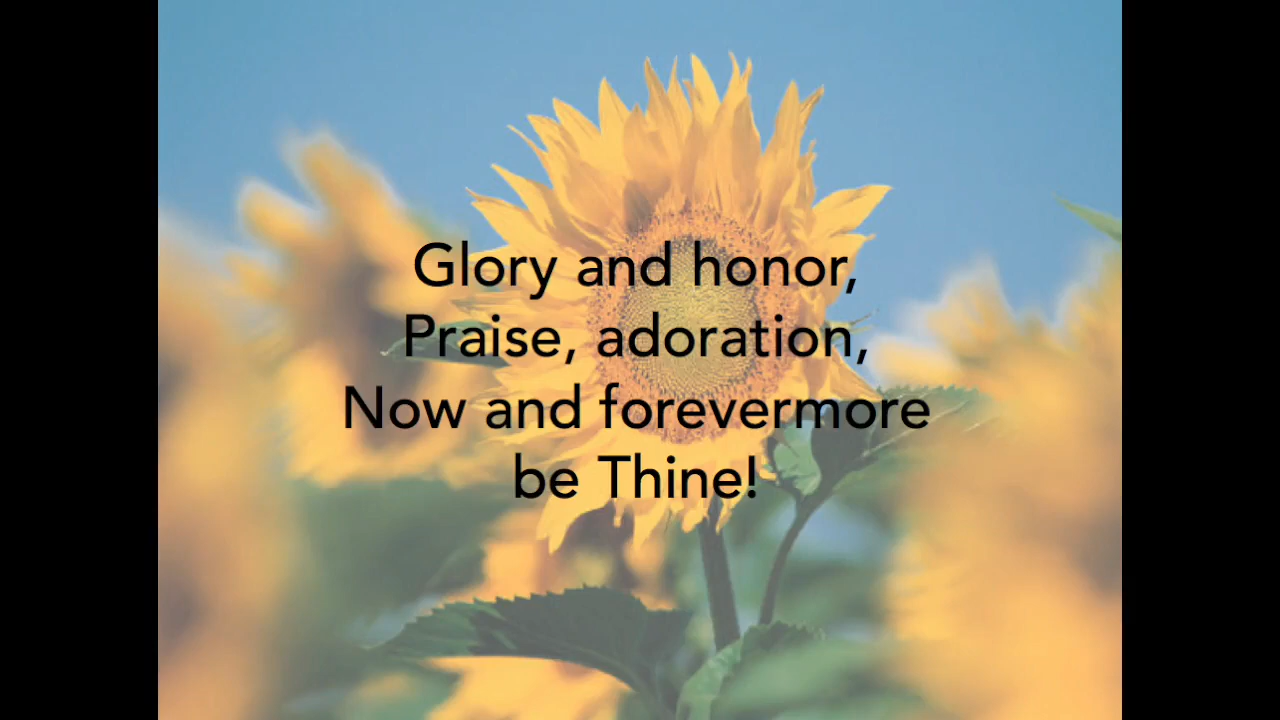 Glory and honor,
Praise, adoration,
Now and forevermore
be Thine!